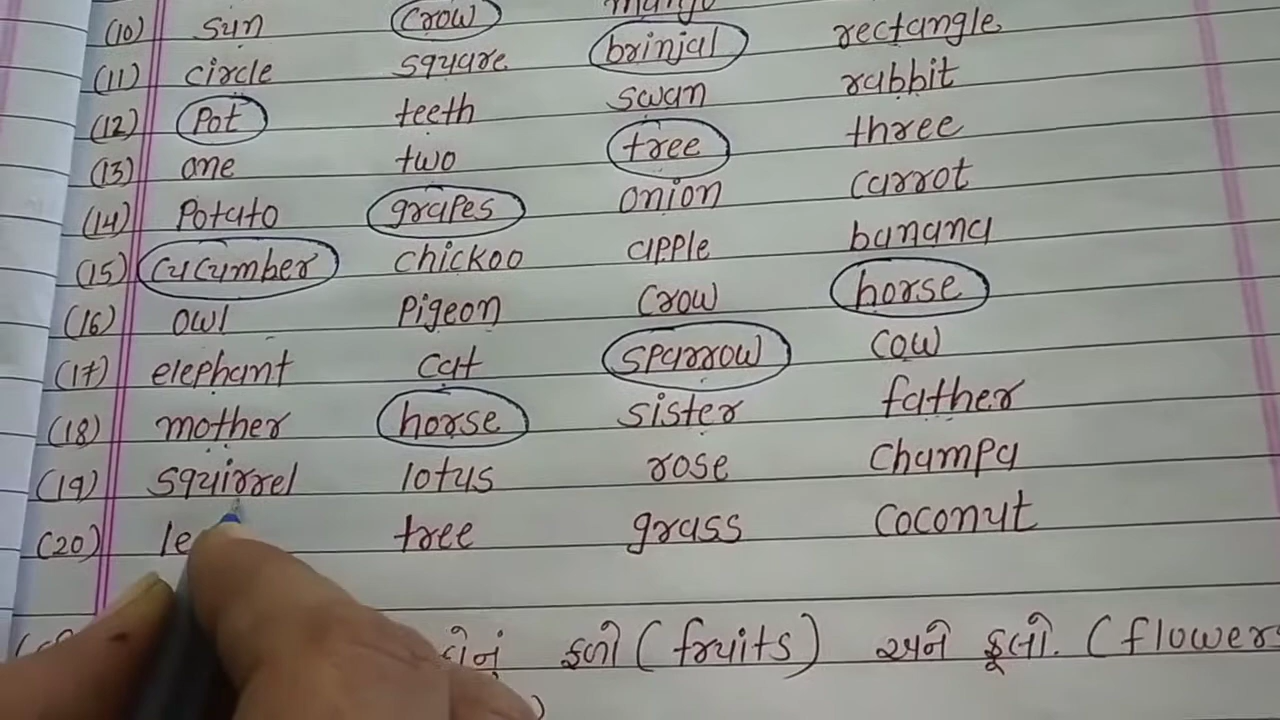 (10) sun crow mango
(11) circle square brinjal rectangle
(12) pot teeth swan rabbit
(13) one two tree three
(14) potato grapes onion carrot
(15) cucumber chickoo apple banana
(16) owl pigeon crow horse
(17) elephant cat sparrow cow
(18) mother horse sister father
(19) squirrel lotus rose champa
(20) tree grass coconut
ફળો (fruits) અને ફૂલો. (flowers